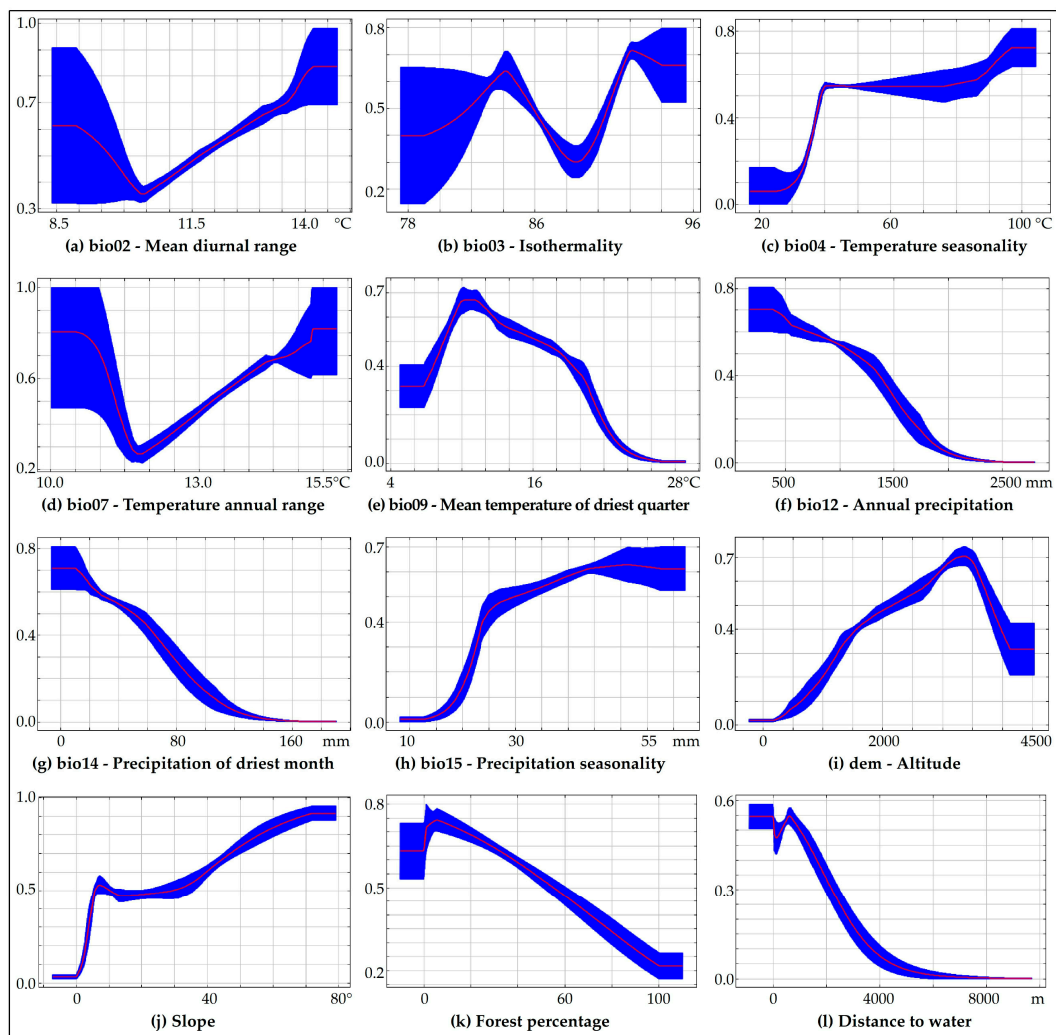 1.0
0.7
0.3
8.5 11.5 14.0 °C
(a) bio02 - Mean diurnal range
0.8
0.5
0.2
78 86 96
(b) bio03 - Isothermality
0.8
0.4
0.0
20 60 100 °C
(c) bio04 - Temperature seasonality
1.0
0.6
0.2
10.0 13.0 15.5°C
(d) bio07 - Temperature annual range
0.7
0.4
0.0
4 16 28°C
(e) bio09 - Mean temperature of driest quarter
0.8
0.4
0.0
500 1500 2500 mm
(f) bio12 - Annual precipitation
0.8
0.4
0.0
0 80 160 mm
(g) bio14 - Precipitation of driest month
0.7
0.4
0.0
10 30 55 mm
(h) bio15 - Precipitation seasonality
0.7
0.4
0.0
0 2000 4500
(i) dem - Altitude
1.0
0.5
0.0
0 40 80°
(j) Slope
0.8
0.5
0.2
0 60 100
(k) Forest percentage
0.6
0.3
0.0
0 4000 8000 m
(l) Distance to water